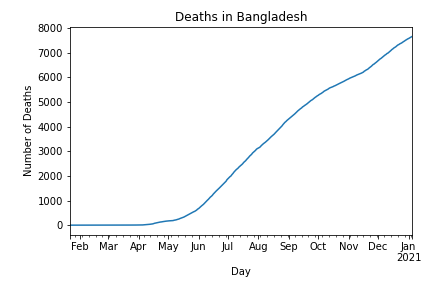 Deaths in Bangladesh
8000
7000
6000
5000
4000
3000
2000
1000
0
Number of Deaths
Feb Mar Apr May Jun Jul Aug Sep Oct Nov Dec Jan
2021
Day